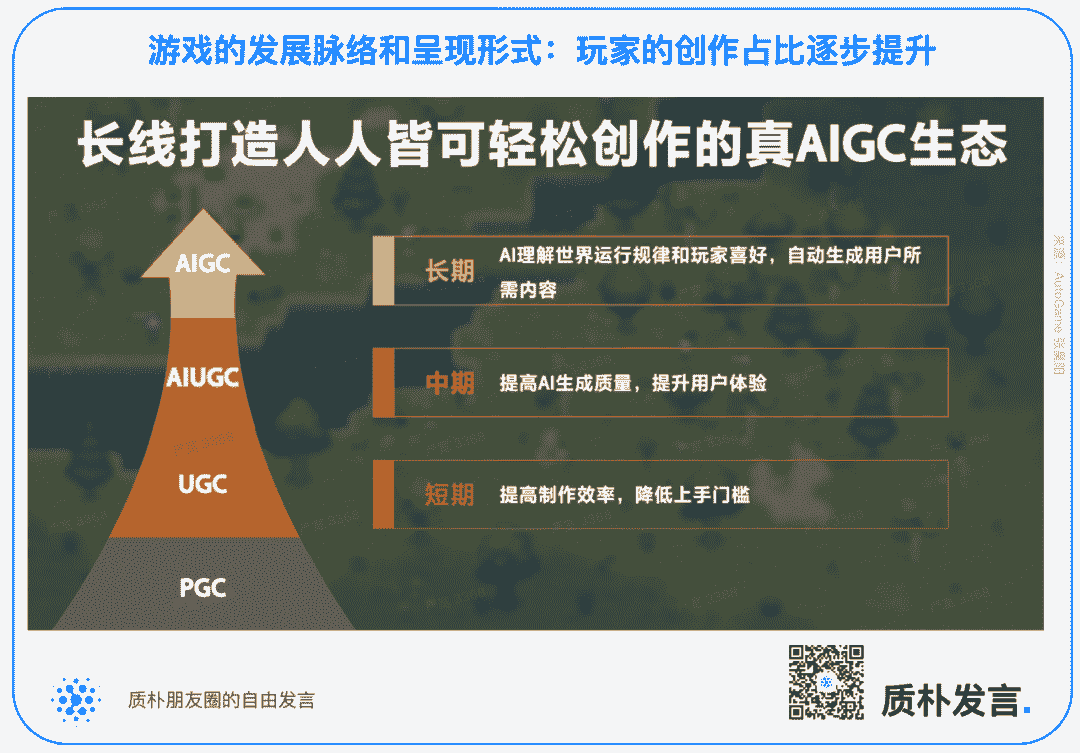 游戏的发展脉络和呈现形式：玩家的创作占比逐步提升
长线打造人人皆可轻松创作的真AIGC生态
AIGC
AIUGC
UGC
PGC
长期
AI理解世界运行规律和玩家喜好，自动生成用户所
需内容
中期
提高AI生成质量，提升用户体验
短期
提高制作效率，降低上手门槛
来源：AutoGame 张昊阳
质朴朋友圈的自由发言
质朴发言.